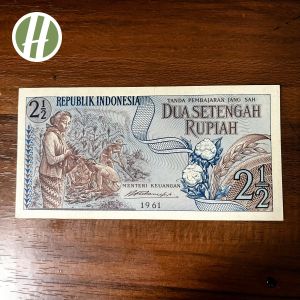 H
2½
REPUBLIK INDONESIA
TANDA PEMBAJARAN JANG SAH
DUA SETENGAH
RUPIAH
MENTERI KEUANGAN
1961
2½